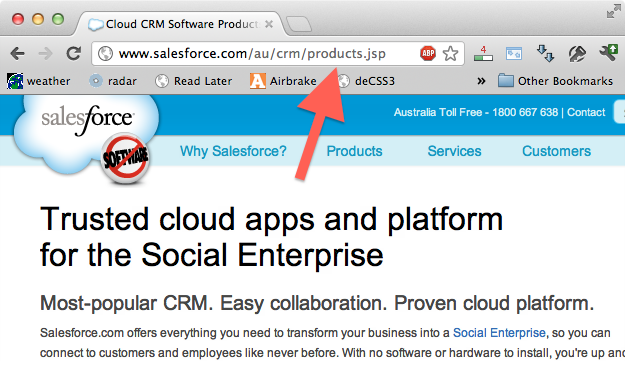 Cloud CRM Software Product
www.salesforce.com/au/crm/products.jsp
ABP
4
weather
radar
Read Later
Airbrake
deCSS3
»
Other Bookmarks
salesforce
SOFTWARE
Australia Toll Free - 1800 667 638 | Contact
Why Salesforce?
Products
Services
Customers
Trusted cloud apps and platform
for the Social Enterprise
Most-popular CRM. Easy collaboration. Proven cloud platform.
Salesforce.com offers everything you need to transform your business into a Social Enterprise, so you can
connect to customers and employees like never before. With no software or hardware to install, you're up and